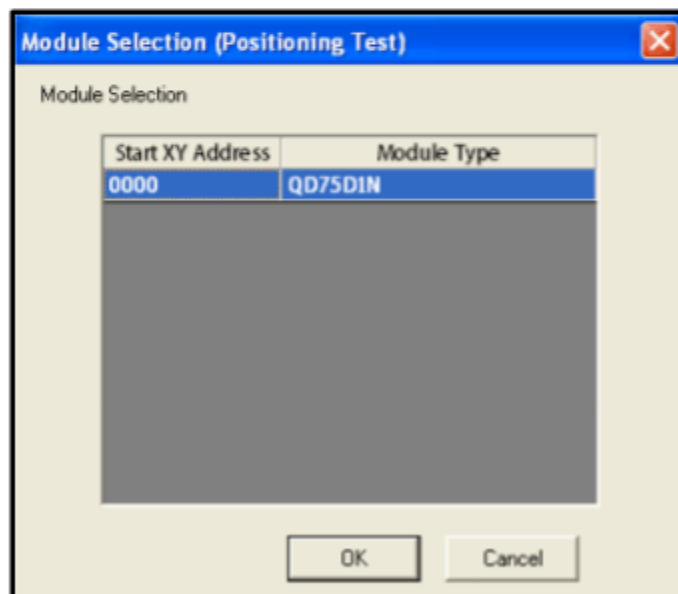 Module Selection (Positioning Test)
Module Selection
Start XY Address Module Type
0000 QD75D1N
OK Cancel